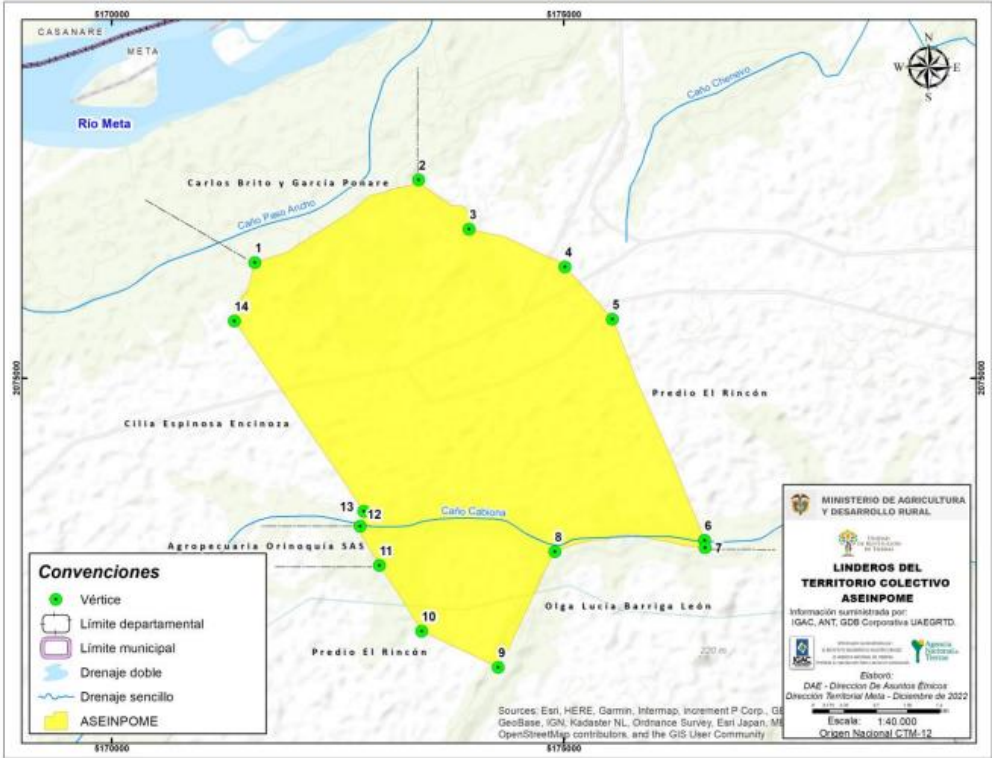 5170000
5175000
CASANARE
META
N
W E
S
Río Meta
Caño Chenevo
2
Carlos Brito y García Ponare
Caño Paso Ancho
3
1
4
14
5
2075000
2075000
Predio El Rincón
Cilia Espinosa Encinoza
13
12
Caño Cabiona
6
7
8
Agropecuaria Orinoquía SAS
11
Olga Lucía Barriga León
10
Predio El Rincón
9
220 m
Convenciones
Vértice
Límite departamental
Límite municipal
Drenaje doble
Drenaje sencillo
ASEINPOME
MINISTERIO DE AGRICULTURA
Y DESARROLLO RURAL
LINDEROS DEL
TERRITORIO COLECTIVO
ASEINPOME
Información suministrada por:
IGAC, ANT, GDB Corporativa UAEGRTD.
IGAC
Agencia
Nacional de
Tierras
Elaboró:
DAE - Direccion De Asuntos Étnicos
Dirección Territorial Meta - Diciembre de 2022
Escala: 1:40.000
Origen Nacional CTM-12
Sources: Esri, HERE, Garmin, Intermap, increment P Corp., GE
GeoBase, IGN, Kadaster NL, Ordnance Survey, Esri Japan, ME
OpenStreetMap contributors, and the GIS User Community
5170000
5175000